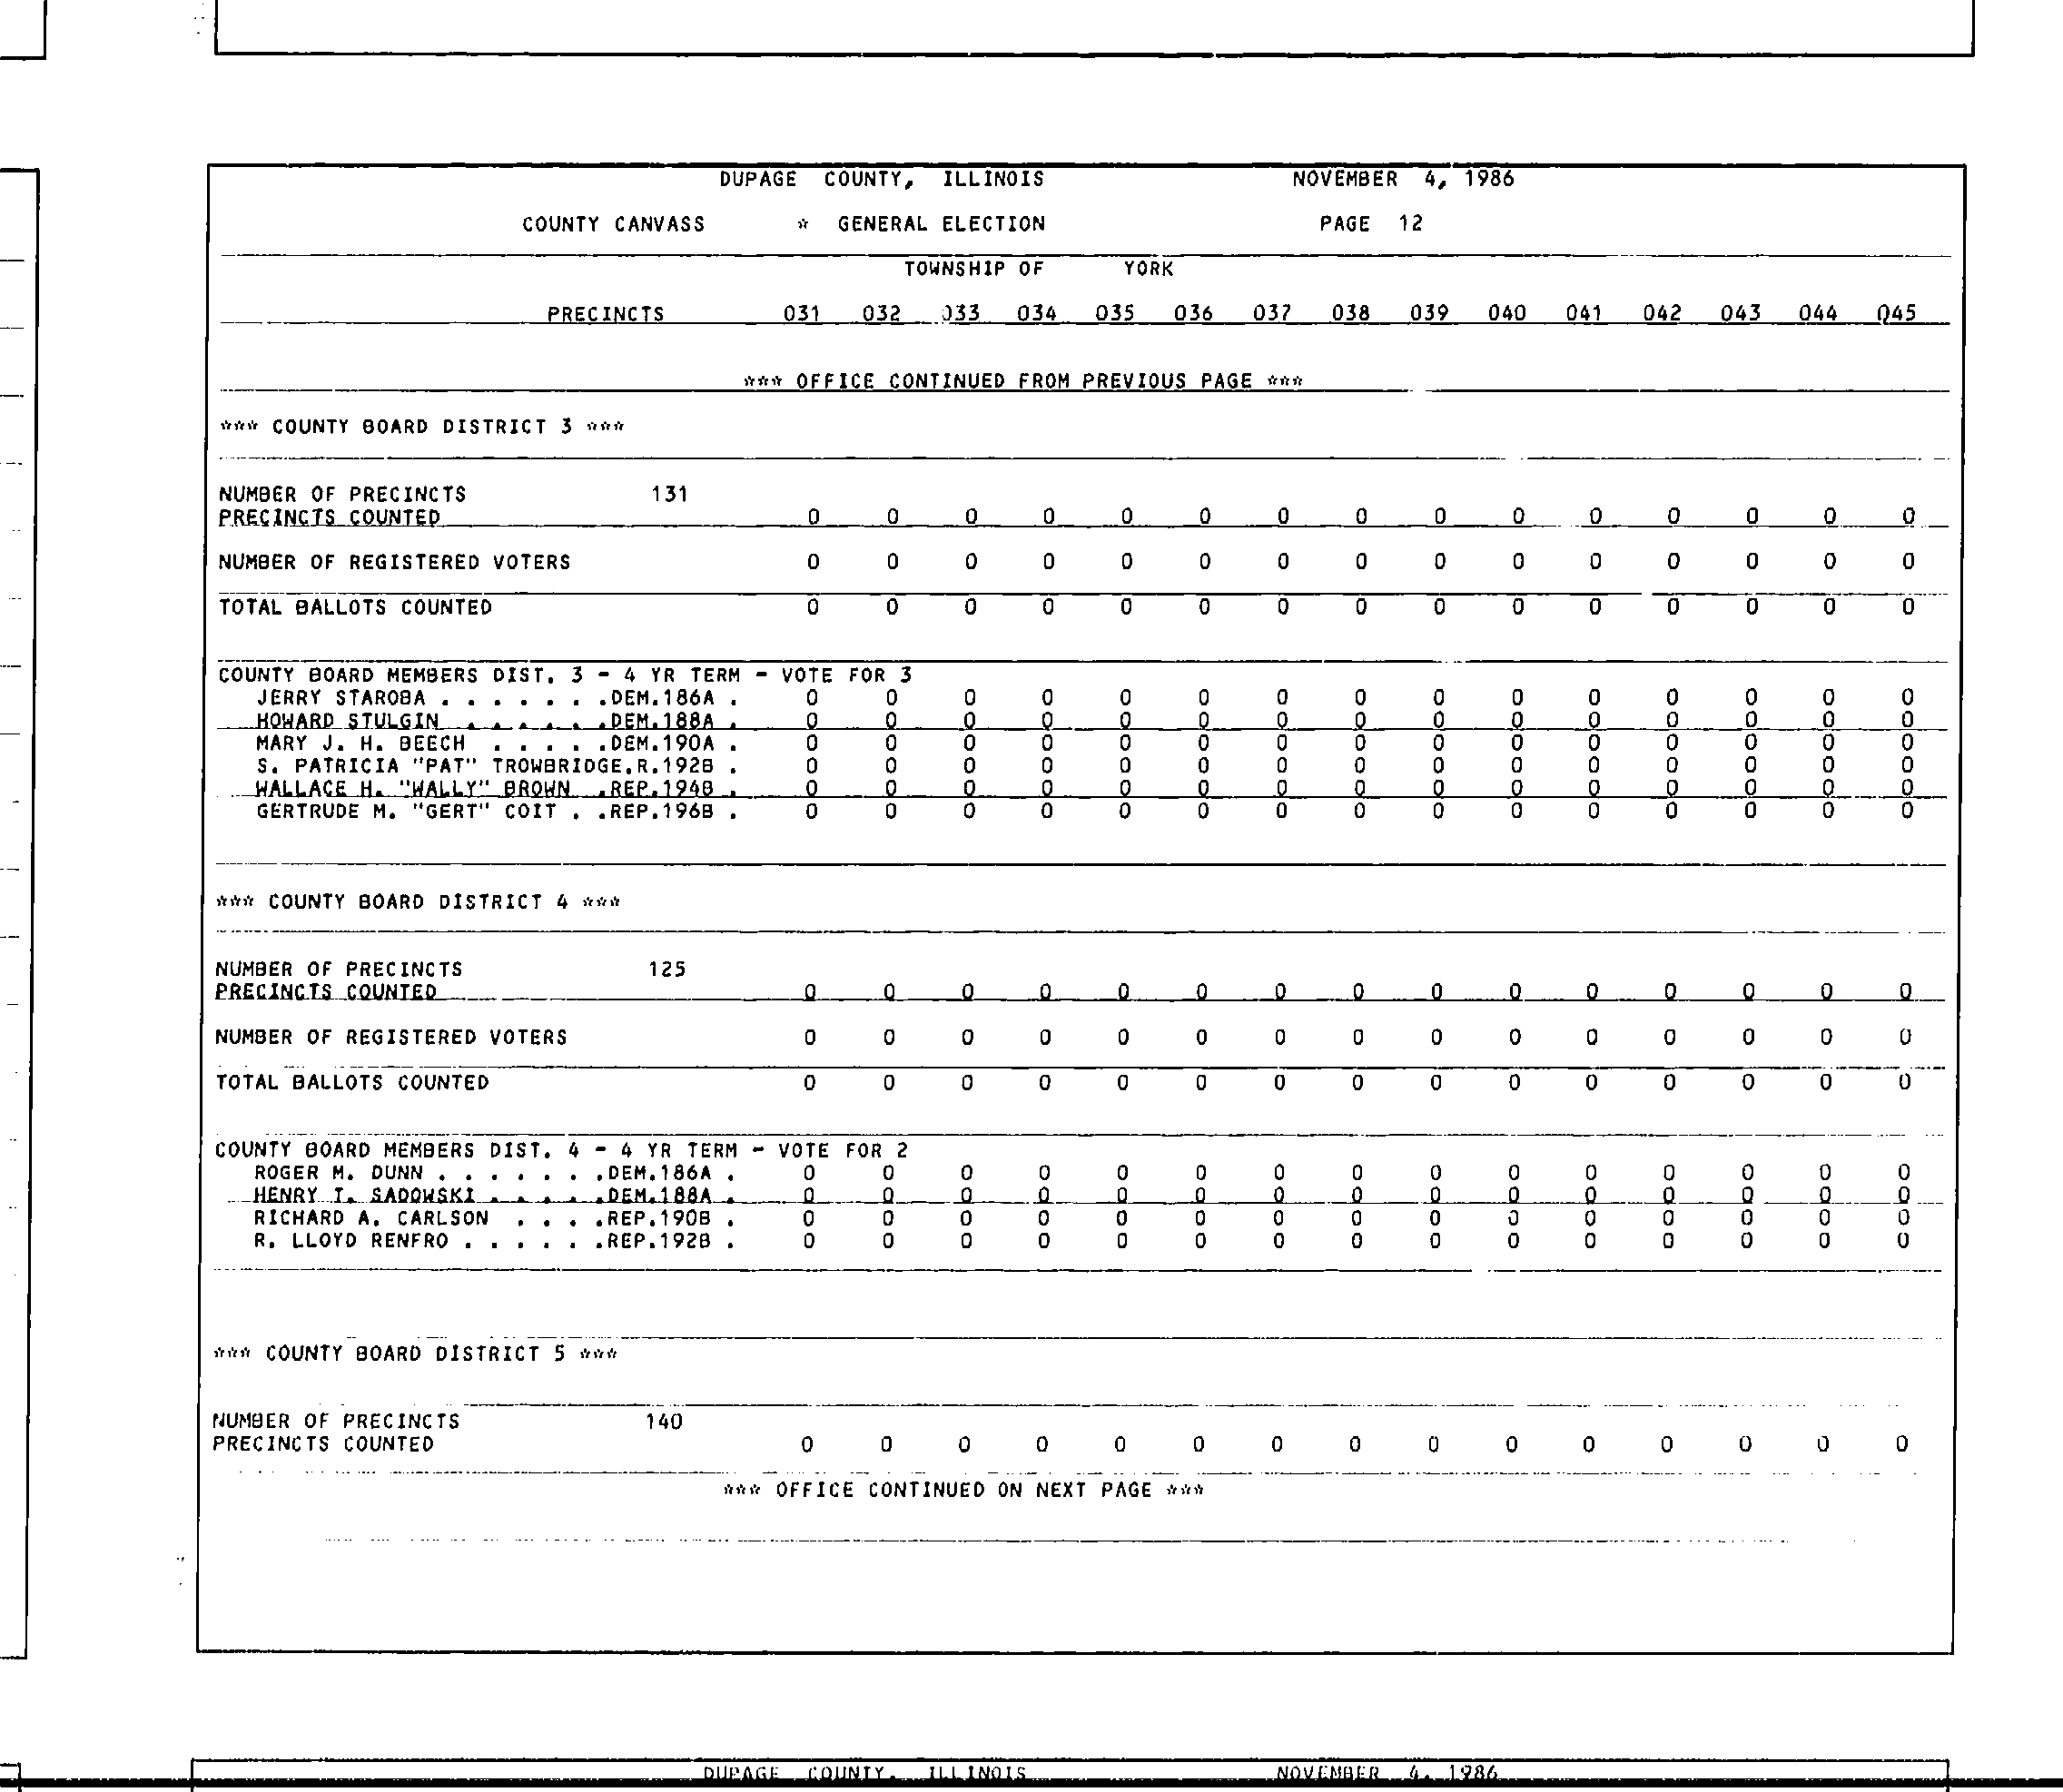 DUPAGE COUNTY, ILLINOIS NOVEMBER 4, 1986
COUNTY CANVASS * GENERAL ELECTION PAGE 12
TOWNSHIP OF YORK
PRECINCTS 031 032 033 034 035 036 037 038 039 040 041 042 043 044 045
*** OFFICE CONTINUED FROM PREVIOUS PAGE ***
*** COUNTY BOARD DISTRICT 3 ***
NUMBER OF PRECINCTS 131
PRECINCTS COUNTED 0 0 0 0 0 0 0 0 0 0 0 0 0 0 0
NUMBER OF REGISTERED VOTERS 0 0 0 0 0 0 0 0 0 0 0 0 0 0 0
TOTAL BALLOTS COUNTED 0 0 0 0 0 0 0 0 0 0 0 0 0 0 0
COUNTY BOARD MEMBERS DIST. 3 - 4 YR TERM - VOTE FOR 3
JERRY STAROBA . . . . . . .DEM.186A . 0 0 0 0 0 0 0 0 0 0 0 0 0 0 0
HOWARD STULGIN . . . . . .DEM.188A . 0 0 0 0 0 0 0 0 0 0 0 0 0 0 0
MARY J. H. BEECH . . . . .DEM.190A . 0 0 0 0 0 0 0 0 0 0 0 0 0 0 0
S. PATRICIA "PAT" TROWBRIDGE.R.192B . 0 0 0 0 0 0 0 0 0 0 0 0 0 0 0
WALLACE H. "WALLY" BROWN .REP.194B . 0 0 0 0 0 0 0 0 0 0 0 0 0 0 0
GERTRUDE M. "GERT" COIT . .REP.196B . 0 0 0 0 0 0 0 0 0 0 0 0 0 0 0
*** COUNTY BOARD DISTRICT 4 ***
NUMBER OF PRECINCTS 125
PRECINCTS COUNTED 0 0 0 0 0 0 0 0 0 0 0 0 0 0 0
NUMBER OF REGISTERED VOTERS 0 0 0 0 0 0 0 0 0 0 0 0 0 0 0
TOTAL BALLOTS COUNTED 0 0 0 0 0 0 0 0 0 0 0 0 0 0 0
COUNTY BOARD MEMBERS DIST. 4 - 4 YR TERM - VOTE FOR 2
ROGER M. DUNN . . . . . . .DEM.186A . 0 0 0 0 0 0 0 0 0 0 0 0 0 0 0
HENRY T. SADOWSKI . . . . .DEM.188A . 0 0 0 0 0 0 0 0 0 0 0 0 0 0 0
RICHARD A. CARLSON . . . .REP.190B . 0 0 0 0 0 0 0 0 0 0 0 0 0 0 0
R. LLOYD RENFRO . . . . . .REP.192B . 0 0 0 0 0 0 0 0 0 0 0 0 0 0 0
*** COUNTY BOARD DISTRICT 5 ***
NUMBER OF PRECINCTS 140
PRECINCTS COUNTED 0 0 0 0 0 0 0 0 0 0 0 0 0 0 0
*** OFFICE CONTINUED ON NEXT PAGE ***
DUPAGE COUNTY, ILLINOIS NOVEMBER 4, 1986